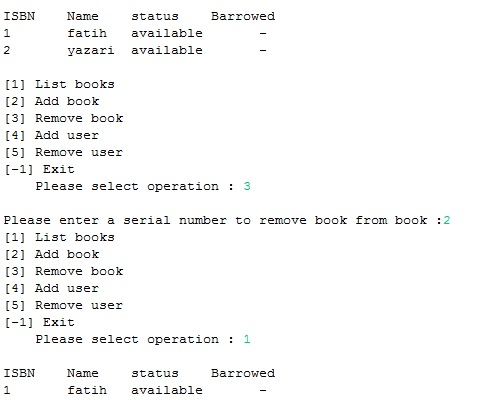 ISBN    Name    status    Barrowed
1       fatih   available       -
2       yazari  available       -
[1] List books
[2] Add book
[3] Remove book
[4] Add user
[5] Remove user
[-1] Exit
    Please select operation : 3
Please enter a serial number to remove book from book :2
[1] List books
[2] Add book
[3] Remove book
[4] Add user
[5] Remove user
[-1] Exit
    Please select operation : 1
ISBN    Name    status    Barrowed
1       fatih   available       -